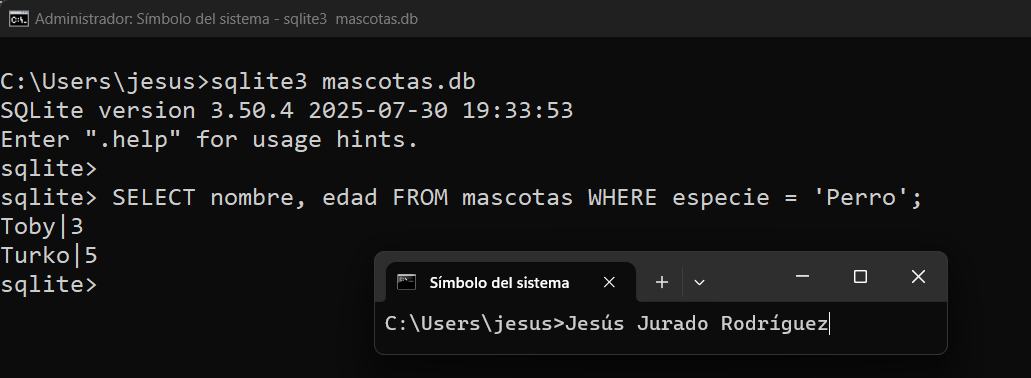 Administrador: Símbolo del sistema - sqlite3  mascotas.db
C:\Users\jesus>sqlite3 mascotas.db
SQLite version 3.50.4 2025-07-30 19:33:53
Enter ".help" for usage hints.
sqlite>
sqlite> SELECT nombre, edad FROM mascotas WHERE especie = 'Perro';
Toby|3
Turko|5
sqlite>
Símbolo del sistema
C:\Users\jesus>Jesús Jurado Rodríguez